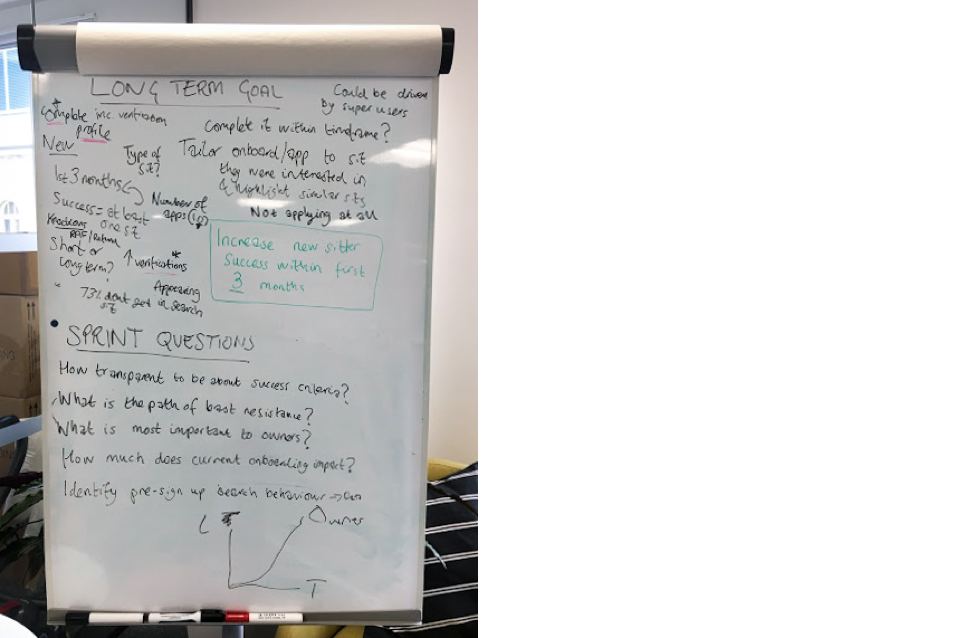 LONG TERM GOAL
Could be driven
by super users
Complete inc. verification
profile
Complete it within timeframe?
New
Type of
sit?
Tailor onboard/app to sit
they were interested in
& highlight similar sits
Not applying at all
1st 3 months
Success = at least
one sit
Number of
apps
Knockons
RAF/Return
Short or
long term?
↑ verifications *
73% dont get
sit
Appearing
in search
Increase new sitter
success within first
3 months
SPRINT QUESTIONS
How transparent to be about success criteria?
What is the path of least resistance?
What is most important to owners?
How much does current onboarding impact?
Identify pre-sign up search behaviour →
L
Owner
T